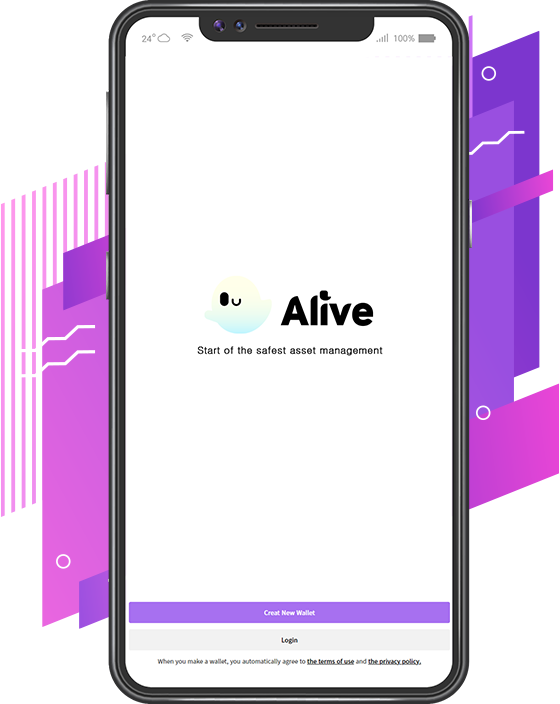 24° 100%
Alive
Start of the safest asset management
Creat New Wallet
Login
When you make a wallet, you automatically agree to the terms of use and the privacy policy.